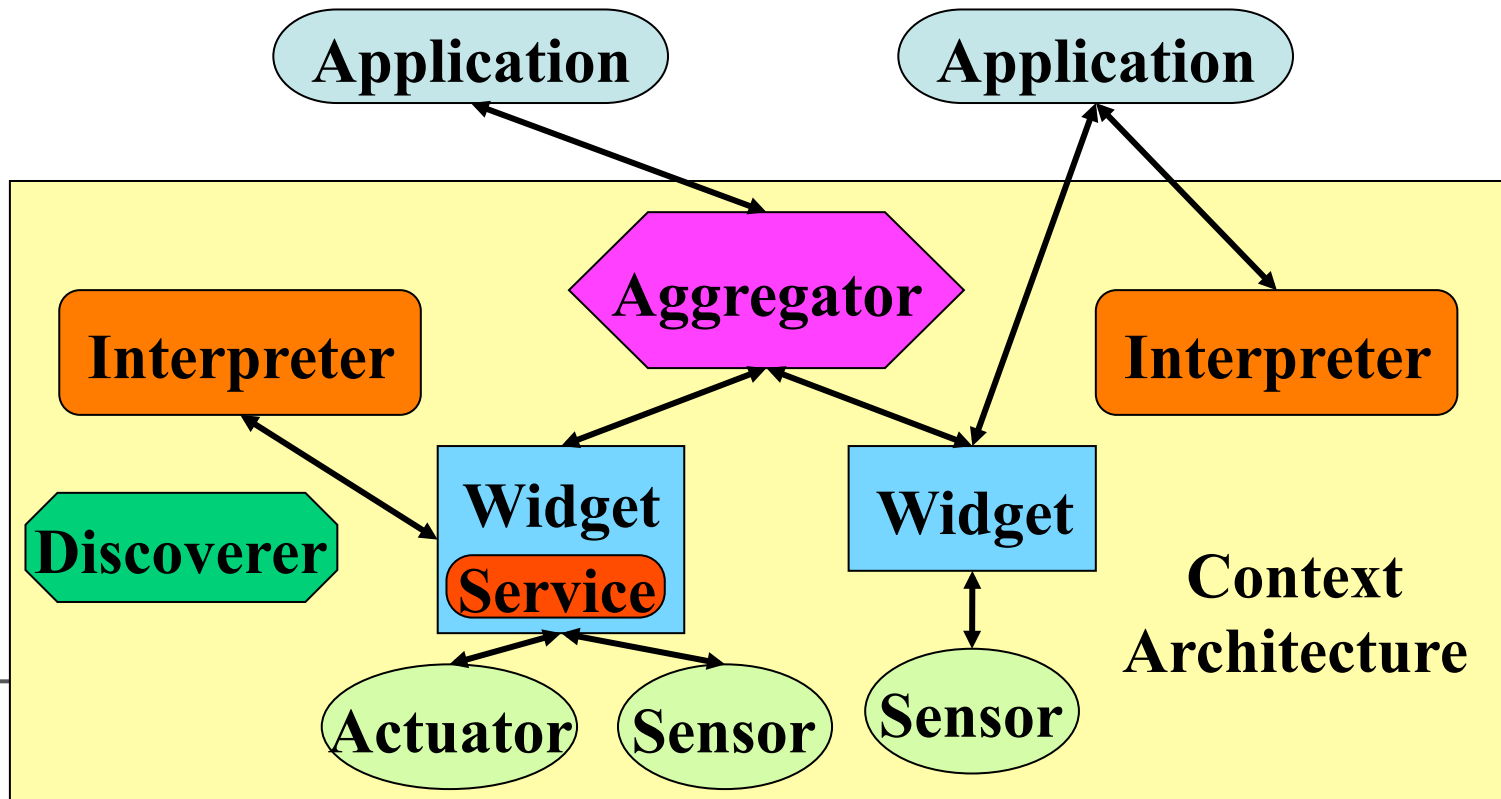 Application
Application
Aggregator
Interpreter
Interpreter
Widget
Service
Widget
Discoverer
Context
Architecture
Actuator
Sensor
Sensor